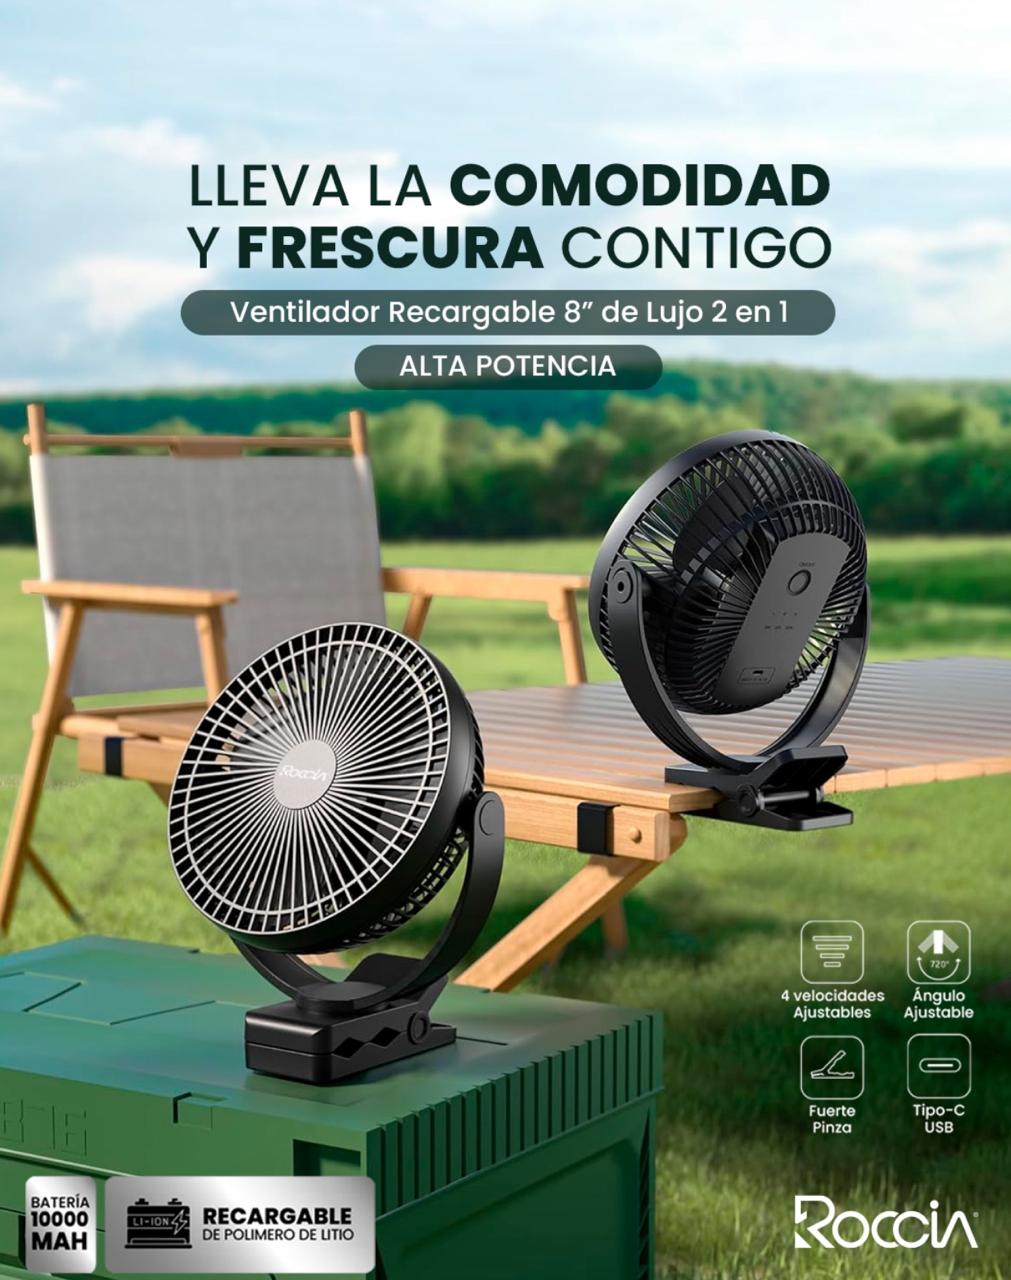 LLEVA LA COMODIDAD
Y FRESCURA CONTIGO
Ventilador Recargable 8” de Lujo 2 en 1
ALTA POTENCIA
ROCCIA
720°
4 velocidades
Ajustables
Ángulo
Ajustable
Fuerte
Pinza
Tipo-C
USB
BATERÍA
10000
MAH
LI-ION
RECARGABLE
DE POLIMERO DE LITIO
ROCCIA